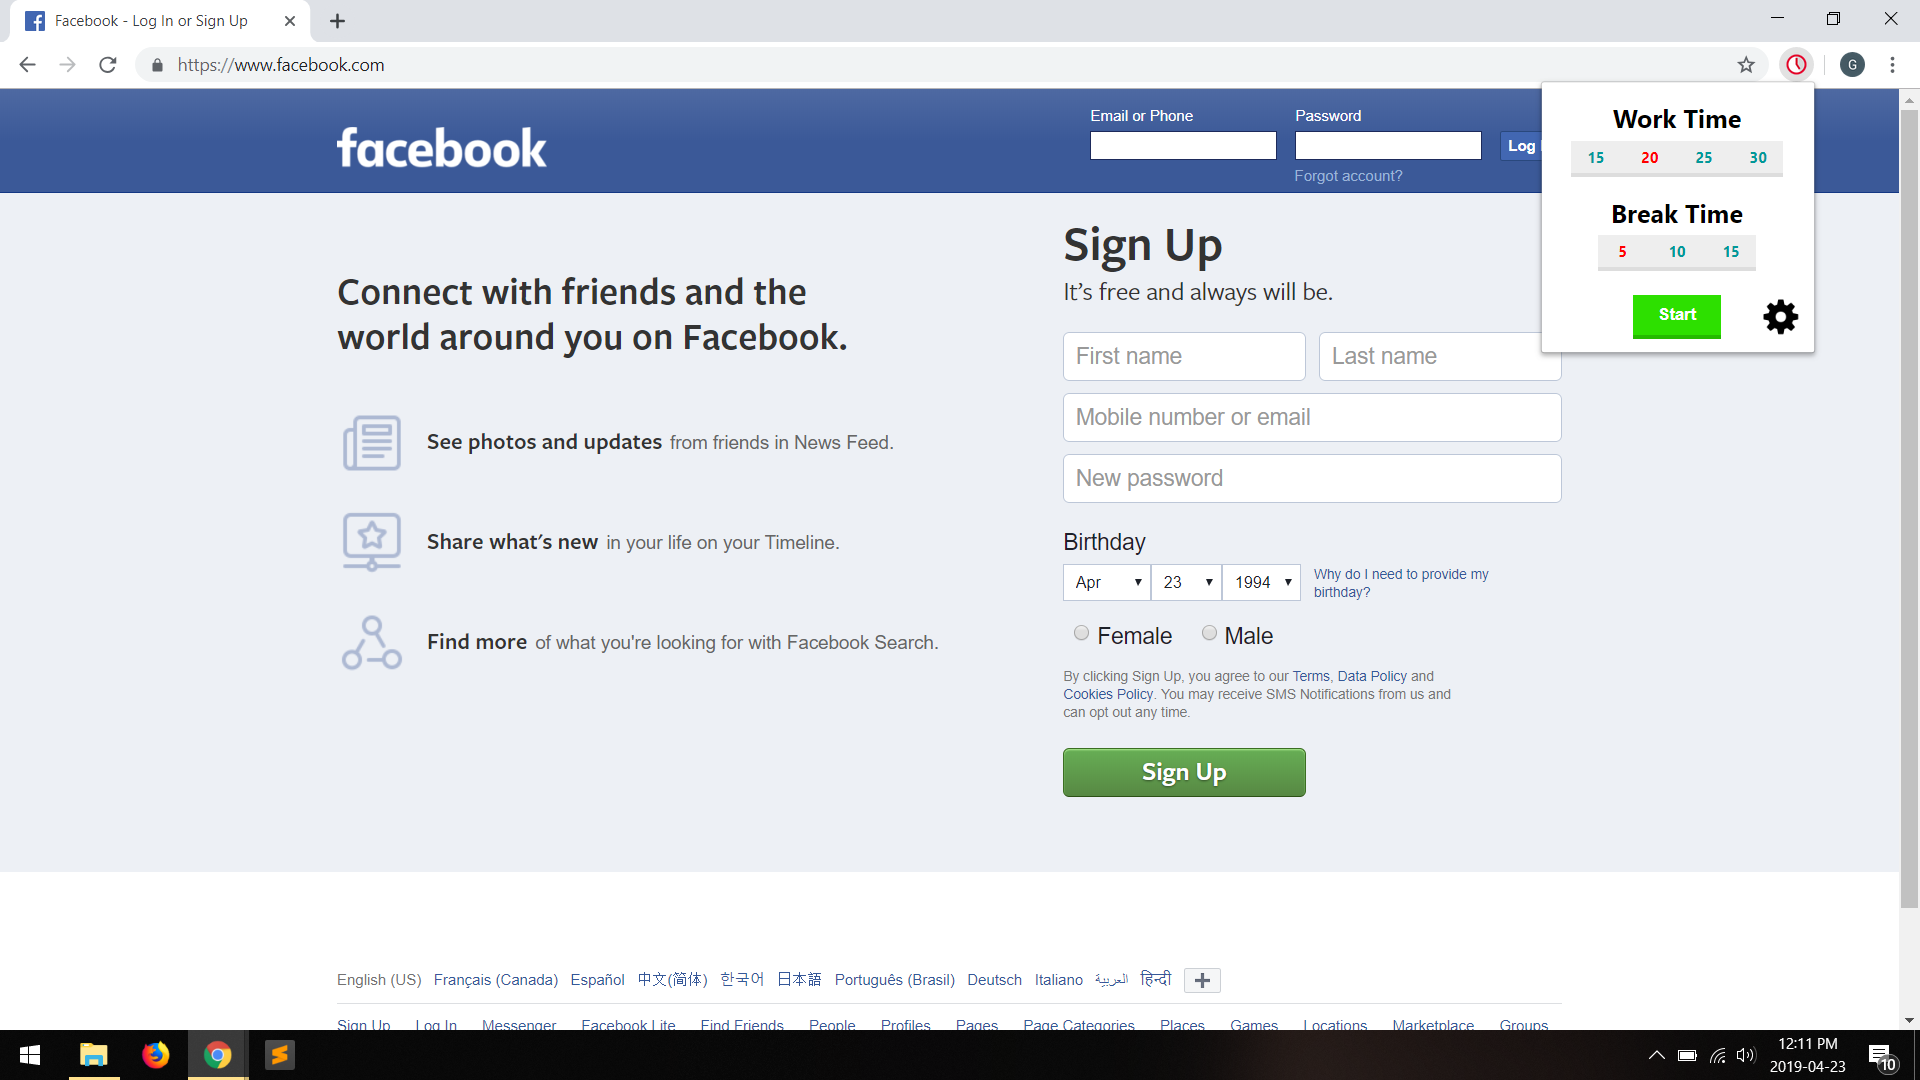 Facebook - Log In or Sign Up
https://www.facebook.com
G
facebook
Email or Phone
Password
Log
Forgot account?
Work Time
15 20 25 30
Break Time
5 10 15
Start
Connect with friends and the
world around you on Facebook.
See photos and updates from friends in News Feed.
Share what's new in your life on your Timeline.
Find more of what you're looking for with Facebook Search.
Sign Up
It's free and always will be.
First name
Last name
Mobile number or email
New password
Birthday
Apr 23 1994
Why do I need to provide my
birthday?
Female Male
By clicking Sign Up, you agree to our Terms, Data Policy and
Cookies Policy. You may receive SMS Notifications from us and
can opt out any time.
Sign Up
English (US) Français (Canada) Español 中文(简体) 한국어 日本語 Português (Brasil) Deutsch Italiano العربية हिन्दी
Sign Up Log In Messenger Facebook Lite Find Friends People Profiles Pages Page Categories Places Games Locations Marketplace Groups
12:11 PM
2019-04-23
10